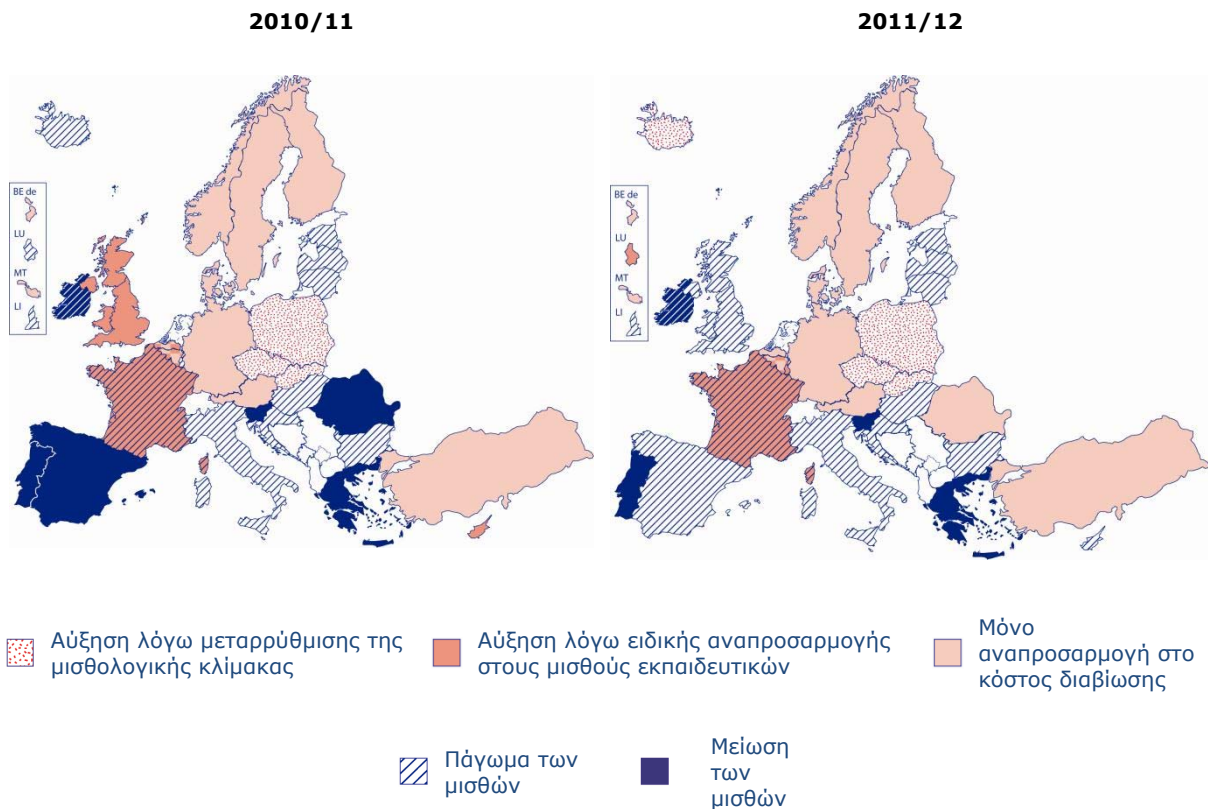 2010/11
2011/12
BE de
LU
MT
LI
BE de
LU
MT
LI
Αύξηση λόγω μεταρρύθμισης της
μισθολογικής κλίμακας
Αύξηση λόγω ειδικής αναπροσαρμογής
στους μισθούς εκπαιδευτικών
Μόνο
αναπροσαρμογή στο
κόστος διαβίωσης
Πάγωμα των
μισθών
Μείωση
των
μισθών